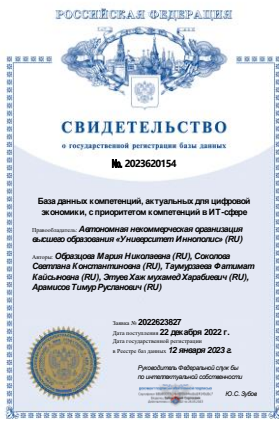 РОССИЙСКАЯ ФЕДЕРАЦИЯ
СВИДЕТЕЛЬСТВО
о государственной регистрации базы данных
№ 2023620154
База данных компетенций, актуальных для цифровой
экономики, с приоритетом компетенций в ИТ-сфере
Правообладатель: Автономная некоммерческая организация
высшего образования «Университет Иннополис» (RU)
Авторы: Образцова Мария Николаевна (RU), Соколова
Светлана Константиновна (RU), Таумурзаева Фатимат
Кайсыновна (RU), Этуев Хаж мухамед Харабиевич (RU),
Арамисов Тимур Русланович (RU)
Заявка № 2022623827
Дата поступления 22 декабря 2022 г.
Дата государственной регистрации
в Реестре баз данных 12 января 2023 г.
Руководитель Федеральной служ бы
по интеллектуальной собственности
Ю.С. Зубов